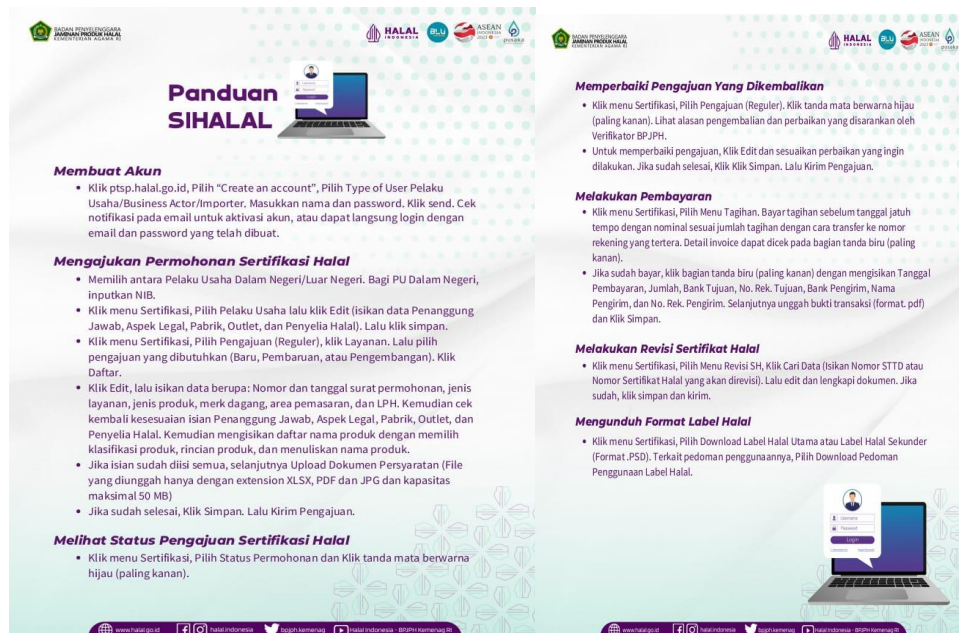 BADAN PENYELENGGARA
JAMINAN PRODUK HALAL
KEMENTERIAN AGAMA RI
HALAL
INDONESIA
BLU
ASEAN
INDONESIA
2023
pusaka
Panduan
SIHALAL
Username
Password
Login
Membuat Akun
• Klik ptsp.halal.go.id, Pilih “Create an account”, Pilih Type of User Pelaku
Usaha/Business Actor/Importer. Masukkan nama dan password. Klik send. Cek
notifikasi pada email untuk aktivasi akun, atau dapat langsung login dengan
email dan password yang telah dibuat.
Mengajukan Permohonan Sertifikasi Halal
• Memilih antara Pelaku Usaha Dalam Negeri/Luar Negeri. Bagi PU Dalam Negeri,
inputkan NIB.
• Klik menu Sertifikasi, Pilih Pelaku Usaha lalu klik Edit (isikan data Penanggung
Jawab, Aspek Legal, Pabrik, Outlet, dan Penyelia Halal). Lalu klik simpan.
• Klik menu Sertifikasi, Pilih Pengajuan (Reguler), klik Layanan. Lalu pilih
pengajuan yang dibutuhkan (Baru, Pembaruan, atau Pengembangan). Klik
Daftar.
• Klik Edit, lalu isikan data berupa: Nomor dan tanggal surat permohonan, jenis
layanan, jenis produk, merk dagang, area pemasaran, dan LPH. Kemudian cek
kembali kesesuaian isian Penanggung Jawab, Aspek Legal, Pabrik, Outlet, dan
Penyelia Halal. Kemudian mengisikan daftar nama produk dengan memilih
klasifikasi produk, rincian produk, dan menuliskan nama produk.
• Jika isian sudah diisi semua, selanjutnya Upload Dokumen Persyaratan (File
yang diunggah hanya dengan extension XLSX, PDF dan JPG dan kapasitas
maksimal 50 MB)
• Jika sudah selesai, Klik Simpan. Lalu Kirim Pengajuan.
Melihat Status Pengajuan Sertifikasi Halal
• Klik menu Sertifikasi, Pilih Status Permohonan dan Klik tanda mata berwarna
hijau (paling kanan).
www.halal.go.id halal.indonesia bpjph.kemenag Halal Indonesia - BPJPH Kemenag RI
BADAN PENYELENGGARA
JAMINAN PRODUK HALAL
KEMENTERIAN AGAMA RI
HALAL
INDONESIA
BLU
ASEAN
INDONESIA
2023
pusaka
Memperbaiki Pengajuan Yang Dikembalikan
• Klik menu Sertifikasi, Pilih Pengajuan (Reguler). Klik tanda mata berwarna hijau
(paling kanan). Lihat alasan pengembalian dan perbaikan yang disarankan oleh
Verifikator BPJPH.
• Untuk memperbaiki pengajuan, Klik Edit dan sesuaikan perbaikan yang ingin
dilakukan. Jika sudah selesai, Klik Klik Simpan. Lalu Kirim Pengajuan.
Melakukan Pembayaran
• Klik menu Sertifikasi, Pilih Menu Tagihan. Bayar tagihan sebelum tanggal jatuh
tempo dengan nominal sesuai jumlah tagihan dengan cara transfer ke nomor
rekening yang tertera. Detail invoice dapat dicek pada bagian tanda biru (paling
kanan).
• Jika sudah bayar, klik bagian tanda biru (paling kanan) dengan mengisikan Tanggal
Pembayaran, Jumlah, Bank Tujuan, No. Rek. Tujuan, Bank Pengirim, Nama
Pengirim, dan No. Rek. Pengirim. Selanjutnya unggah bukti transaksi (format. pdf)
dan Klik Simpan.
Melakukan Revisi Sertifikat Halal
• Klik menu Sertifikasi, Pilih Menu Revisi SH, Klik Cari Data (Isikan Nomor STTD atau
Nomor Sertifikat Halal yang akan direvisi). Lalu edit dan lengkapi dokumen. Jika
sudah, klik simpan dan kirim.
Mengunduh Format Label Halal
• Klik menu Sertifikasi, Pilih Download Label Halal Utama atau Label Halal Sekunder
(Format .PSD). Terkait pedoman penggunaannya, Pilih Download Pedoman
Penggunaan Label Halal.
Username
Password
Login
www.halal.go.id halal.indonesia bpjph.kemenag Halal Indonesia - BPJPH Kemenag RI